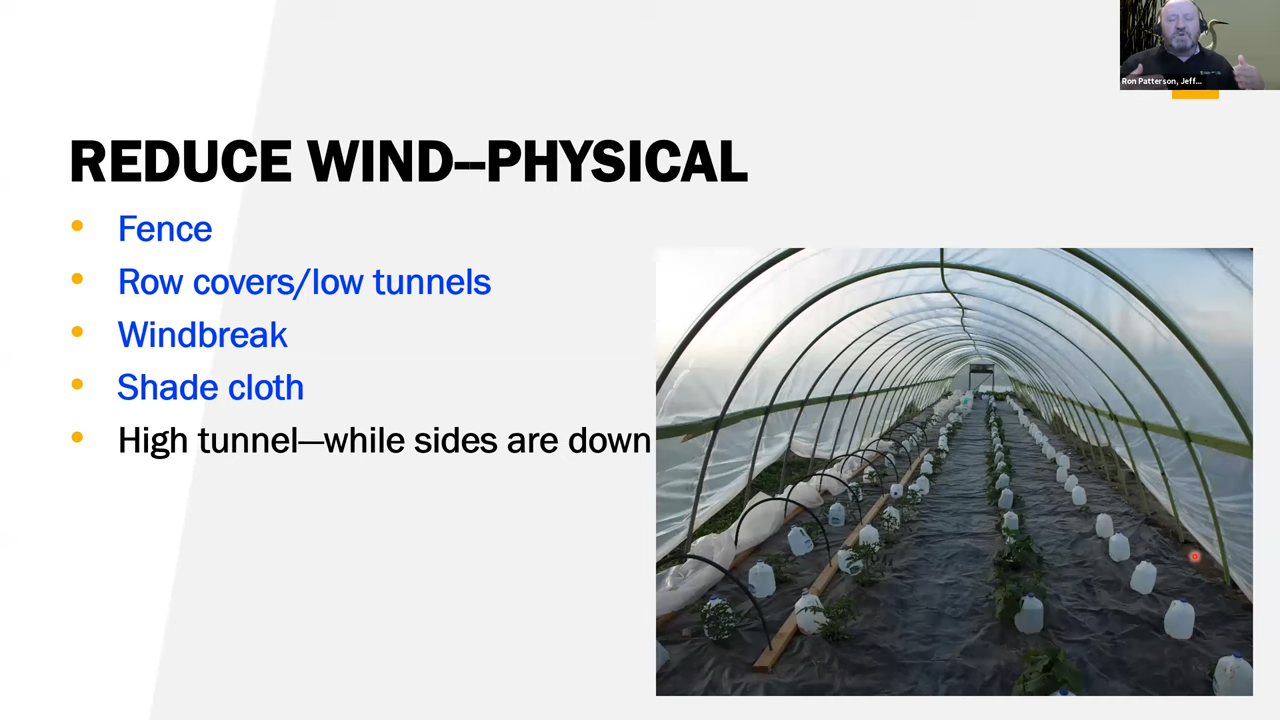 Ron Patterson, Jeff...
REDUCE WIND--PHYSICAL
• Fence
• Row covers/low tunnels
• Windbreak
• Shade cloth
• High tunnel—while sides are down